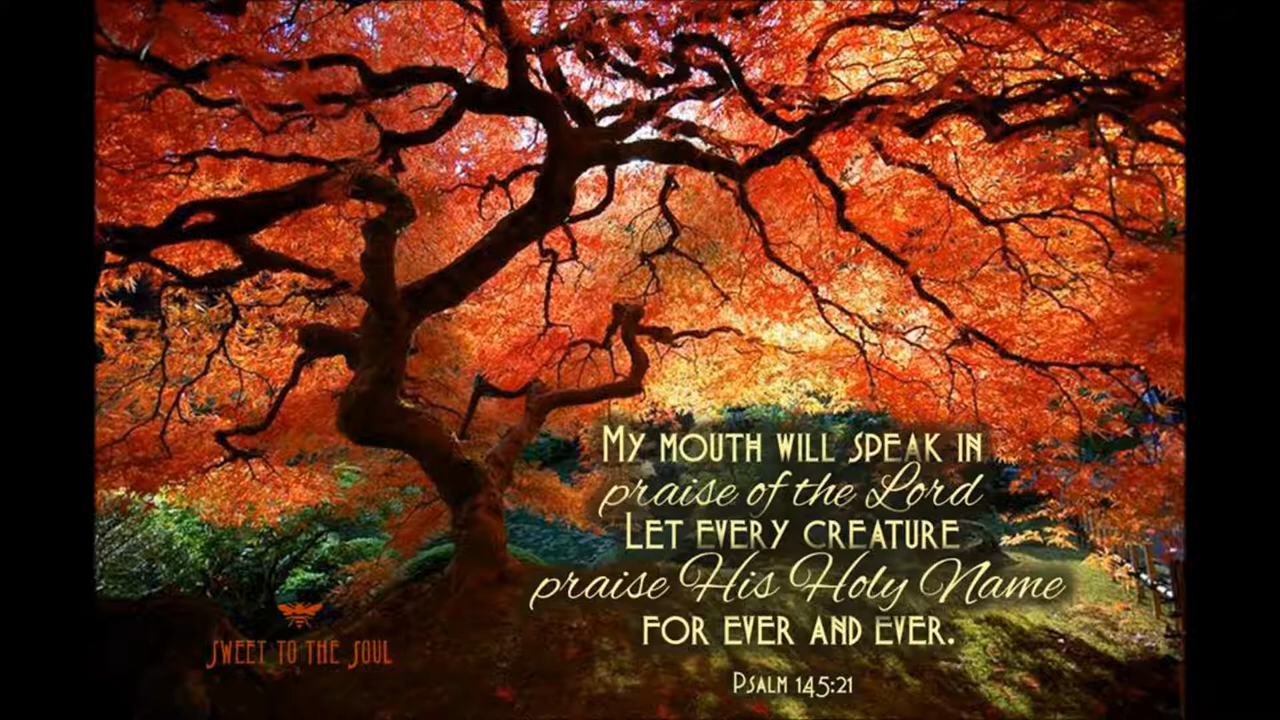 My mouth will speak in
praise of the Lord
Let every creature
praise His Holy Name
for ever and ever.
Psalm 145:21
Sweet to the Soul